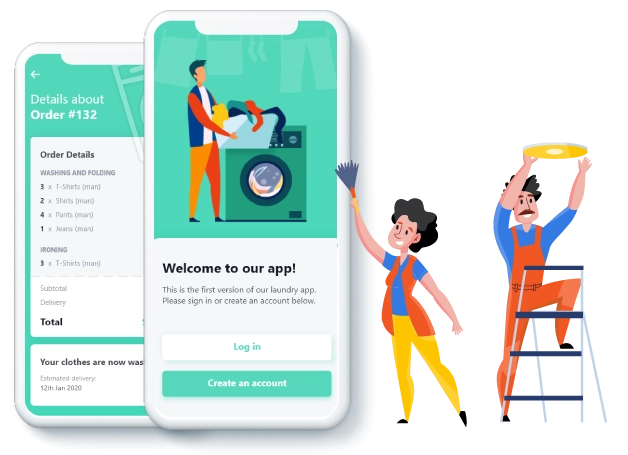 Details about
Order #132
Order Details
WASHING AND FOLDING
3 x T-Shirts (man)
2 x Shirts (man)
4 x Pants (man)
1 x Jeans (man)
IRONING
3 x T-Shirts (man)
Subtotal
Delivery
Total
Your clothes are now was
Estimated delivery:
12th Jan 2020
Welcome to our app!
This is the first version of our laundry app.
Please sign in or create an account below.
Log in
Create an account